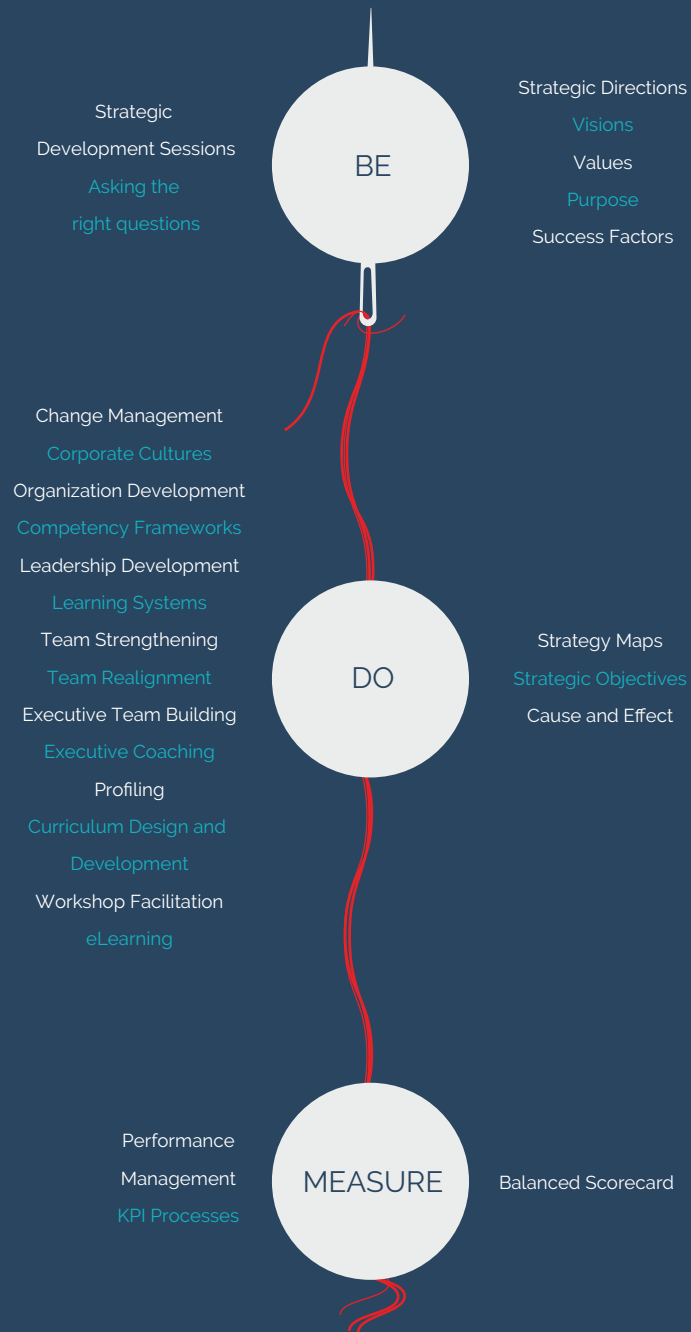 Strategic
Development Sessions
Asking the
right questions
BE
Strategic Directions
Visions
Values
Purpose
Success Factors
Change Management
Corporate Cultures
Organization Development
Competency Frameworks
Leadership Development
Learning Systems
Team Strengthening
Team Realignment
Executive Team Building
Executive Coaching
Profiling
Curriculum Design and
Development
Workshop Facilitation
eLearning
DO
Strategy Maps
Strategic Objectives
Cause and Effect
Performance
Management
KPI Processes
MEASURE
Balanced Scorecard